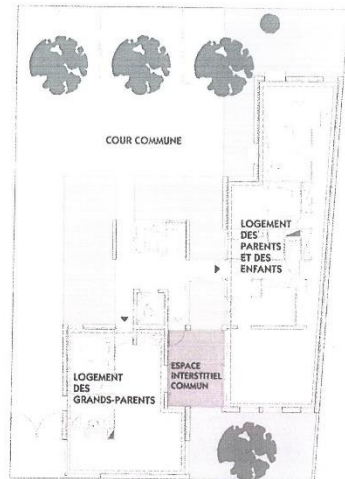 COUR COMMUNE
LOGEMENT
DES
PARENTS
ET DES
ENFANTS
ESPACE
INTERSTITIEL
COMMUN
LOGEMENT
DES
GRANDS-PARENTS